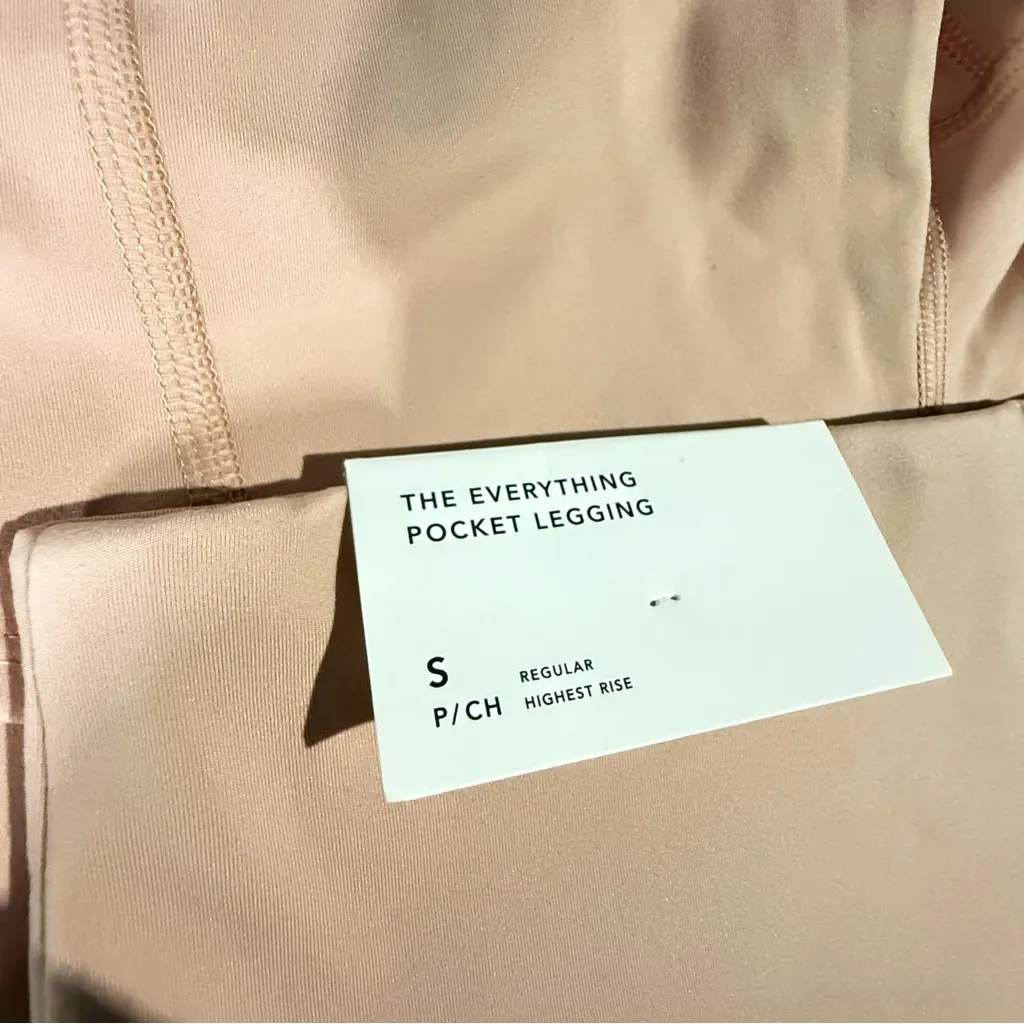 THE EVERYTHING
POCKET LEGGING
S
P/CH
REGULAR
HIGHEST RISE